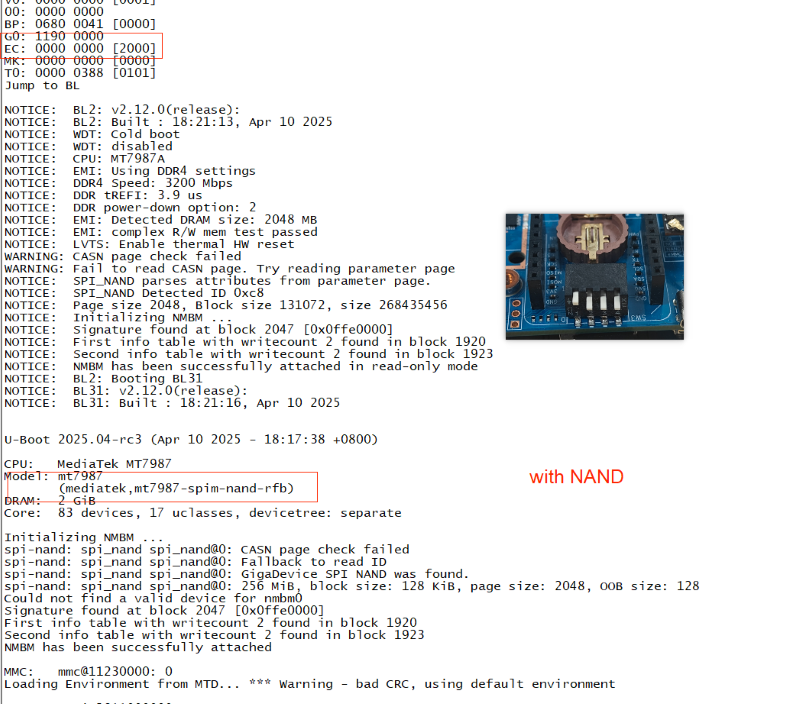 V0: 0000 0000 [0001]
00: 0000 0000
BP: 0680 0041 [0000]
G0: 1190 0000
EC: 0000 0000 [2000]
MK: 0000 0000 [0000]
T0: 0000 0388 [0101]
Jump to BL
NOTICE:  BL2: v2.12.0(release):
NOTICE:  BL2: Built : 18:21:13, Apr 10 2025
NOTICE:  WDT: Cold boot
NOTICE:  WDT: disabled
NOTICE:  CPU: MT7987A
NOTICE:  EMI: Using DDR4 settings
NOTICE:  DDR4 Speed: 3200 Mbps
NOTICE:  DDR tREFI: 3.9 us
NOTICE:  DDR power-down option: 2
NOTICE:  EMI: Detected DRAM size: 2048 MB
NOTICE:  EMI: complex R/W mem test passed
NOTICE:  LVTS: Enable thermal HW reset
WARNING: CASN page check failed
WARNING: Fail to read CASN page. Try reading parameter page
NOTICE:  SPI_NAND parses attributes from parameter page.
NOTICE:  SPI_NAND Detected ID 0xc8
NOTICE:  Page size 2048, Block size 131072, size 268435456
NOTICE:  Initializing NMBM ...
NOTICE:  Signature found at block 2047 [0x0ffe0000]
NOTICE:  First info table with writecount 2 found in block 1920
NOTICE:  Second info table with writecount 2 found in block 1923
NOTICE:  NMBM has been successfully attached in read-only mode
NOTICE:  BL2: Booting BL31
NOTICE:  BL31: v2.12.0(release):
NOTICE:  BL31: Built : 18:21:16, Apr 10 2025
U-Boot 2025.04-rc3 (Apr 10 2025 - 18:17:38 +0800)
CPU:   MediaTek MT7987
Model: mt7987
(mediatek,mt7987-spim-nand-rfb)
DRAM:  2 GiB
Core:  83 devices, 17 uclasses, devicetree: separate
Initializing NMBM ...
spi-nand: spi_nand spi_nand@0: CASN page check failed
spi-nand: spi_nand spi_nand@0: Fallback to read ID
spi-nand: spi_nand spi_nand@0: GigaDevice SPI NAND was found.
spi-nand: spi_nand spi_nand@0: 256 MiB, block size: 128 KiB, page size: 2048, OOB size: 128
Could not find a valid device for nmbm0
Signature found at block 2047 [0x0ffe0000]
First info table with writecount 2 found in block 1920
Second info table with writecount 2 found in block 1923
NMBM has been successfully attached
MMC:   mmc@11230000: 0
Loading Environment from MTD... *** Warning - bad CRC, using default environment
SW3
with NAND